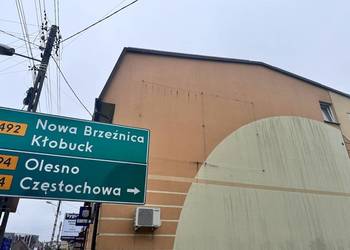 492 Nowa Brzeźnica
Kłobuck
94 Olesno
4 Częstochowa →